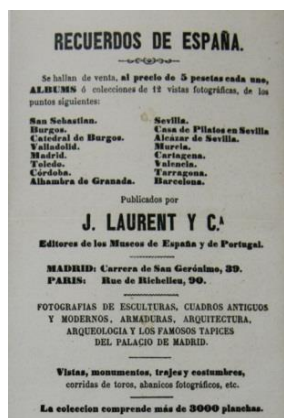 RECUERDOS DE ESPAÑA.
Se hallan de venta, al precio de 5 pesetas cada uno,
ALBUMS ó colecciones de 12 vistas fotográficas, de los
puntos siguientes:
San Sebastian.
Burgos.
Catedral de Burgos.
Valladolid.
Madrid.
Toledo.
Córdoba.
Alhambra de Granada.
Sevilla.
Casa de Pilatos en Sevilla
Alcázar de Sevilla.
Murcia.
Cartagena.
Valencia.
Tarragona.
Barcelona.
Publicados por
J. LAURENT Y C.A
Editores de los Museos de España y de Portugal.
MADRID: Carrera de San Gerónimo, 39.
PARIS: Rue de Richelieu, 90.
FOTOGRAFIAS DE ESCULTURAS, CUADROS ANTIGUOS
Y MODERNOS, ARMADURAS, ARQUITECTURA,
ARQUEOLOGIA Y LOS FAMOSOS TAPICES
DEL PALACIO DE MADRID.
Vistas, monumentos, trajes y costumbres,
corridas de toros, abanicos fotográficos, etc.
La coleccion comprende más de 3000 planchas.